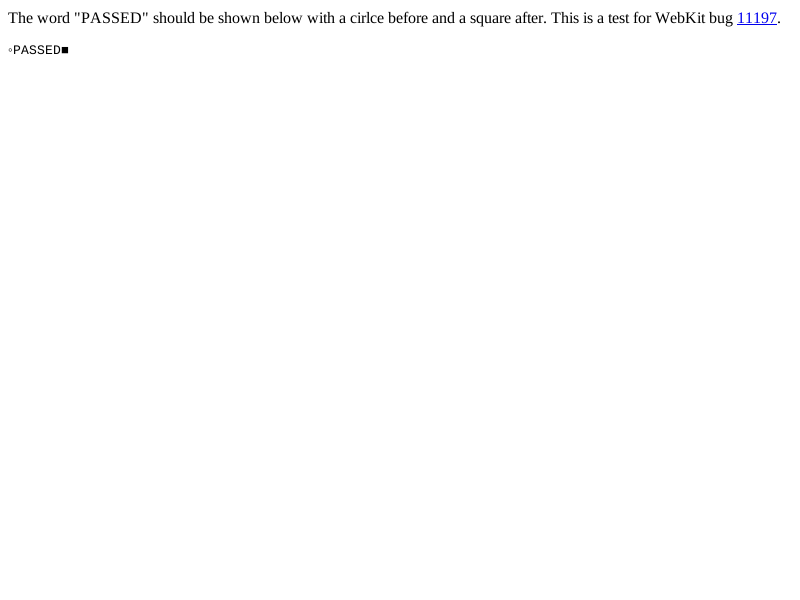 The word "PASSED" should be shown below with a cirlce before and a square after. This is a test for WebKit bug 11197.
◦PASSED■